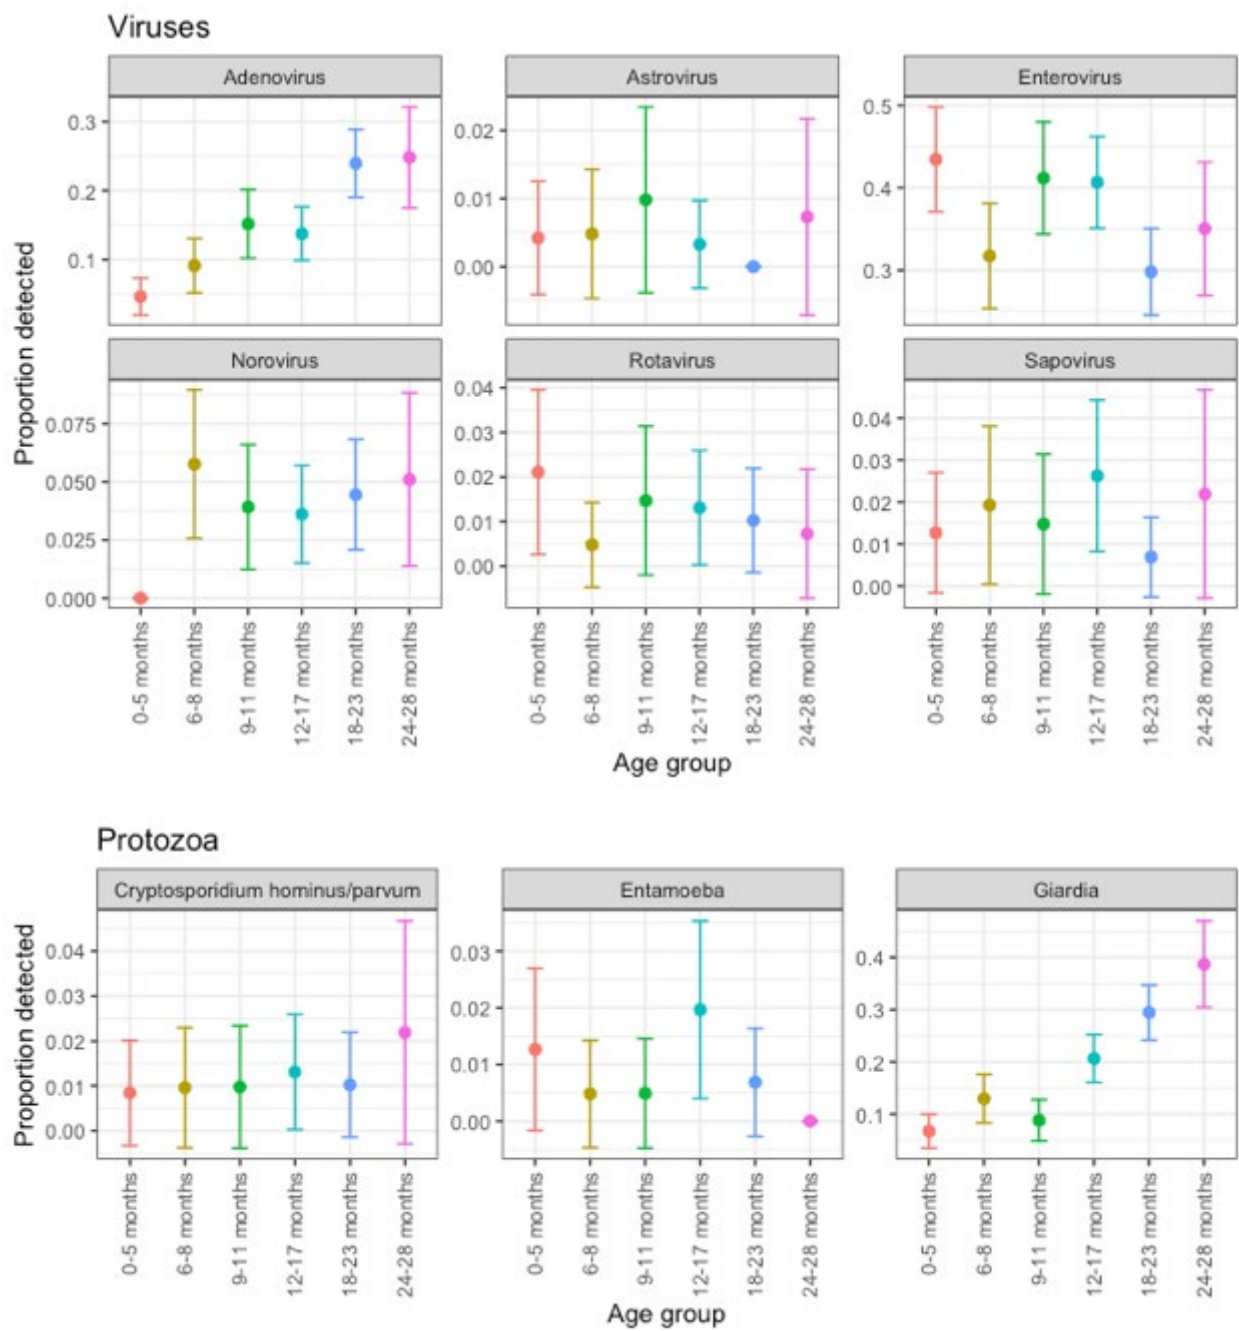 Viruses
Adenovirus
Astrovirus
Enterovirus
0.3
0.2
0.1
0.02
0.01
0.00
0.5
0.4
0.3
Norovirus
Rotavirus
Sapovirus
0.075
0.050
0.025
0.000
0.04
0.03
0.02
0.01
0.00
0.04
0.03
0.02
0.01
0.00
Proportion detected
0-5 months
6-8 months
9-11 months
12-17 months
18-23 months
24-28 months
0-5 months
6-8 months
9-11 months
12-17 months
18-23 months
24-28 months
0-5 months
6-8 months
9-11 months
12-17 months
18-23 months
24-28 months
Age group
Protozoa
Cryptosporidium hominus/parvum
Entamoeba
Giardia
0.04
0.03
0.02
0.01
0.00
0.03
0.02
0.01
0.00
0.4
0.3
0.2
0.1
Proportion detected
0-5 months
6-8 months
9-11 months
12-17 months
18-23 months
24-28 months
0-5 months
6-8 months
9-11 months
12-17 months
18-23 months
24-28 months
0-5 months
6-8 months
9-11 months
12-17 months
18-23 months
24-28 months
Age group